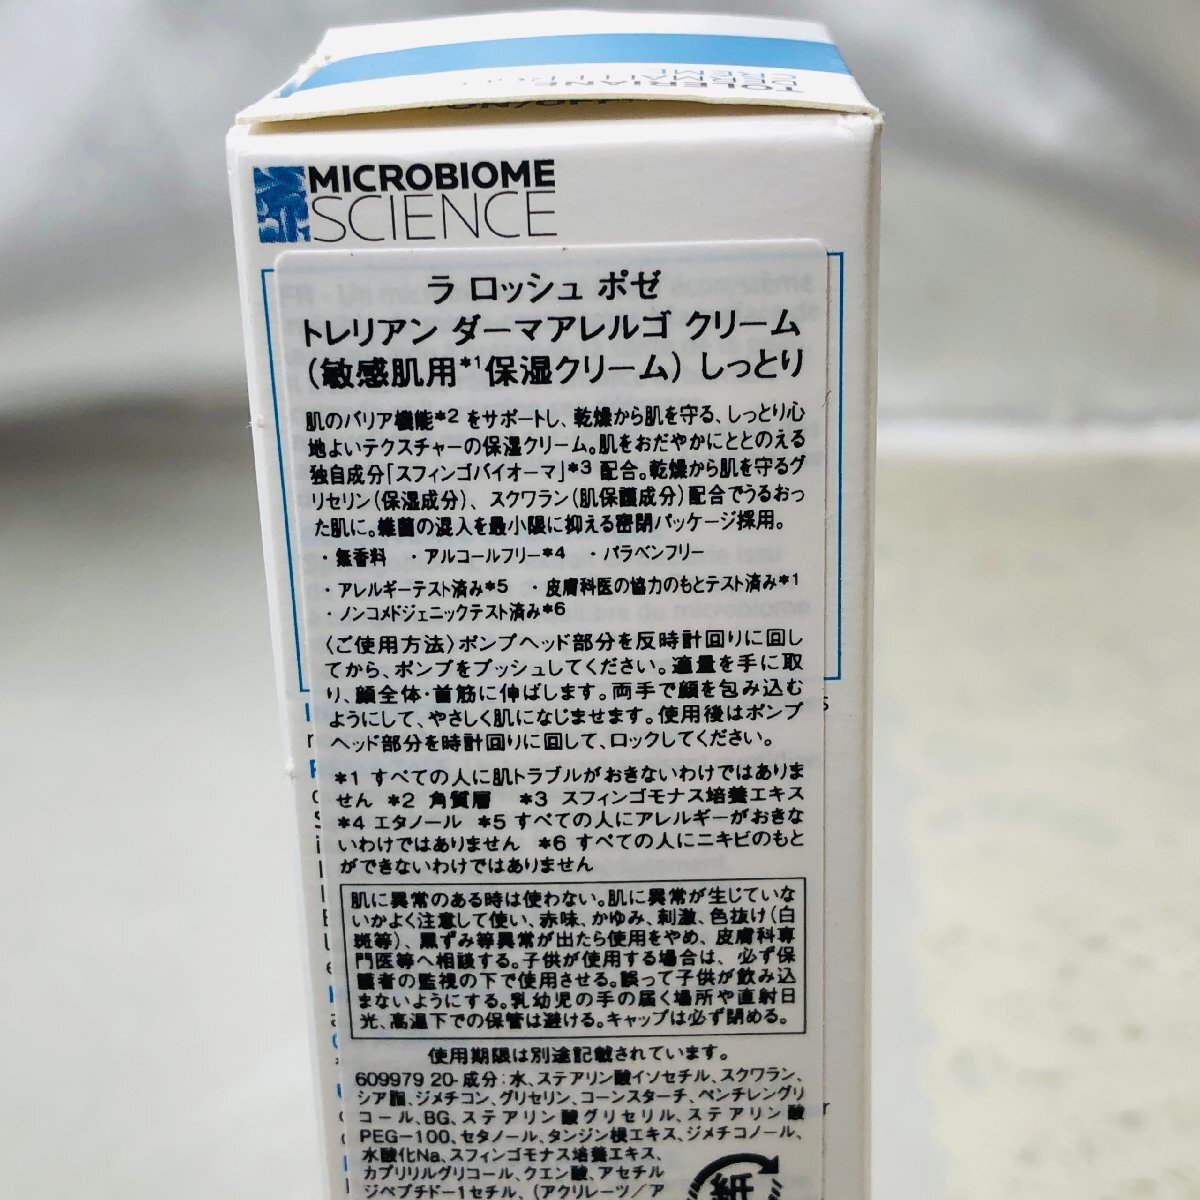 TOLERIANE
CREME
MICROBIOME
SCIENCE
ラ ロッシュ ポゼ
トレリアン ダーマアレルゴ クリーム
(敏感肌用*1保湿クリーム) しっとり
肌のバリア機能*2 をサポートし、乾燥から肌を守る、しっとり心
地よいテクスチャーの保湿クリーム。肌をおだやかにととのえる
独自成分「スフィンゴバイオーマ」*3 配合。乾燥から肌を守るグ
リセリン(保湿成分)、スクワラン(肌保護成分)配合でうるおっ
た肌に。雑菌の混入を最小限に抑える密閉パッケージ採用。
・無香料 ・アルコールフリー*4 ・パラベンフリー
・アレルギーテスト済み*5 ・皮膚科医の協力のもとテスト済み*1
・ノンコメドジェニックテスト済み*6
〈ご使用方法〉ポンプヘッド部分を反時計回りに回し
てから、ポンプをプッシュしてください。適量を手に取
り、顔全体・首筋に伸ばします。両手で顔を包み込む
ようにして、やさしく肌になじませます。使用後はポンプ
ヘッド部分を時計回りに回して、ロックしてください。
*1 すべての人に肌トラブルがおきないわけではありま
せん *2 角質層 *3 スフィンゴモナス培養エキス
*4 エタノール *5 すべての人にアレルギーがおきな
いわけではありません *6 すべての人にニキビのもと
ができないわけではありません
肌に異常のある時は使わない。肌に異常が生じていな
いかよく注意して使い、赤味、かゆみ、刺激、色抜け(白
斑等)、黒ずみ等異常が出たら使用をやめ、皮膚科専
門医等へ相談する。子供が使用する場合は、必ず保
護者の監視の下で使用させる。誤って子供が飲み込
まないようにする。乳幼児の手の届く場所や直射日
光、高温下での保管は避ける。キャップは必ず閉める。
使用期限は別途記載されています。
609979 20- 成分:水、ステアリン酸イソセチル、スクワラン、
シア脂、ジメチコン、グリセリン、コーンスターチ、ペンチレングリ
コール、BG、ステアリン酸グリセリル、ステアリン酸
PEG-100、セタノール、タンジン根エキス、ジメチコノール、
水酸化Na、スフィンゴモナス培養エキス、
カプリリルグリコール、クエン酸、アセチル
ジペプチド-1セチル、(アクリレーツ/ア
紙